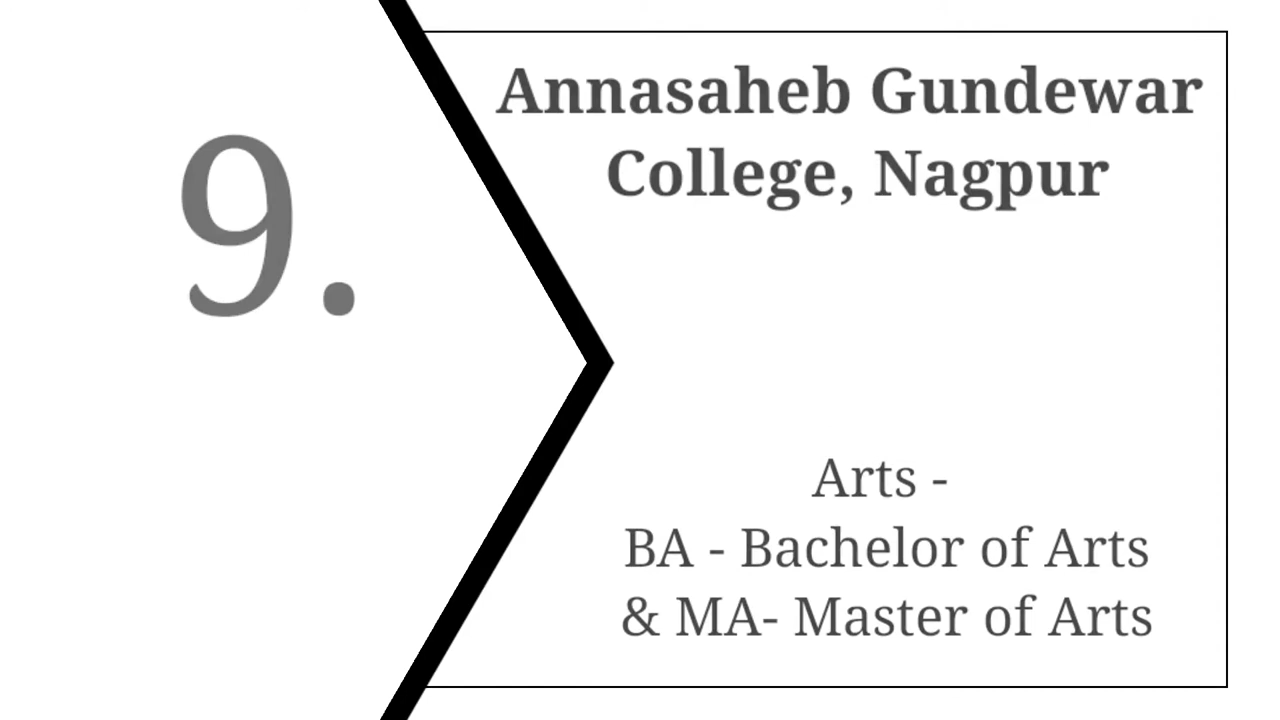 9.
Annasaheb Gundewar
College, Nagpur
Arts -
BA - Bachelor of Arts
& MA- Master of Arts